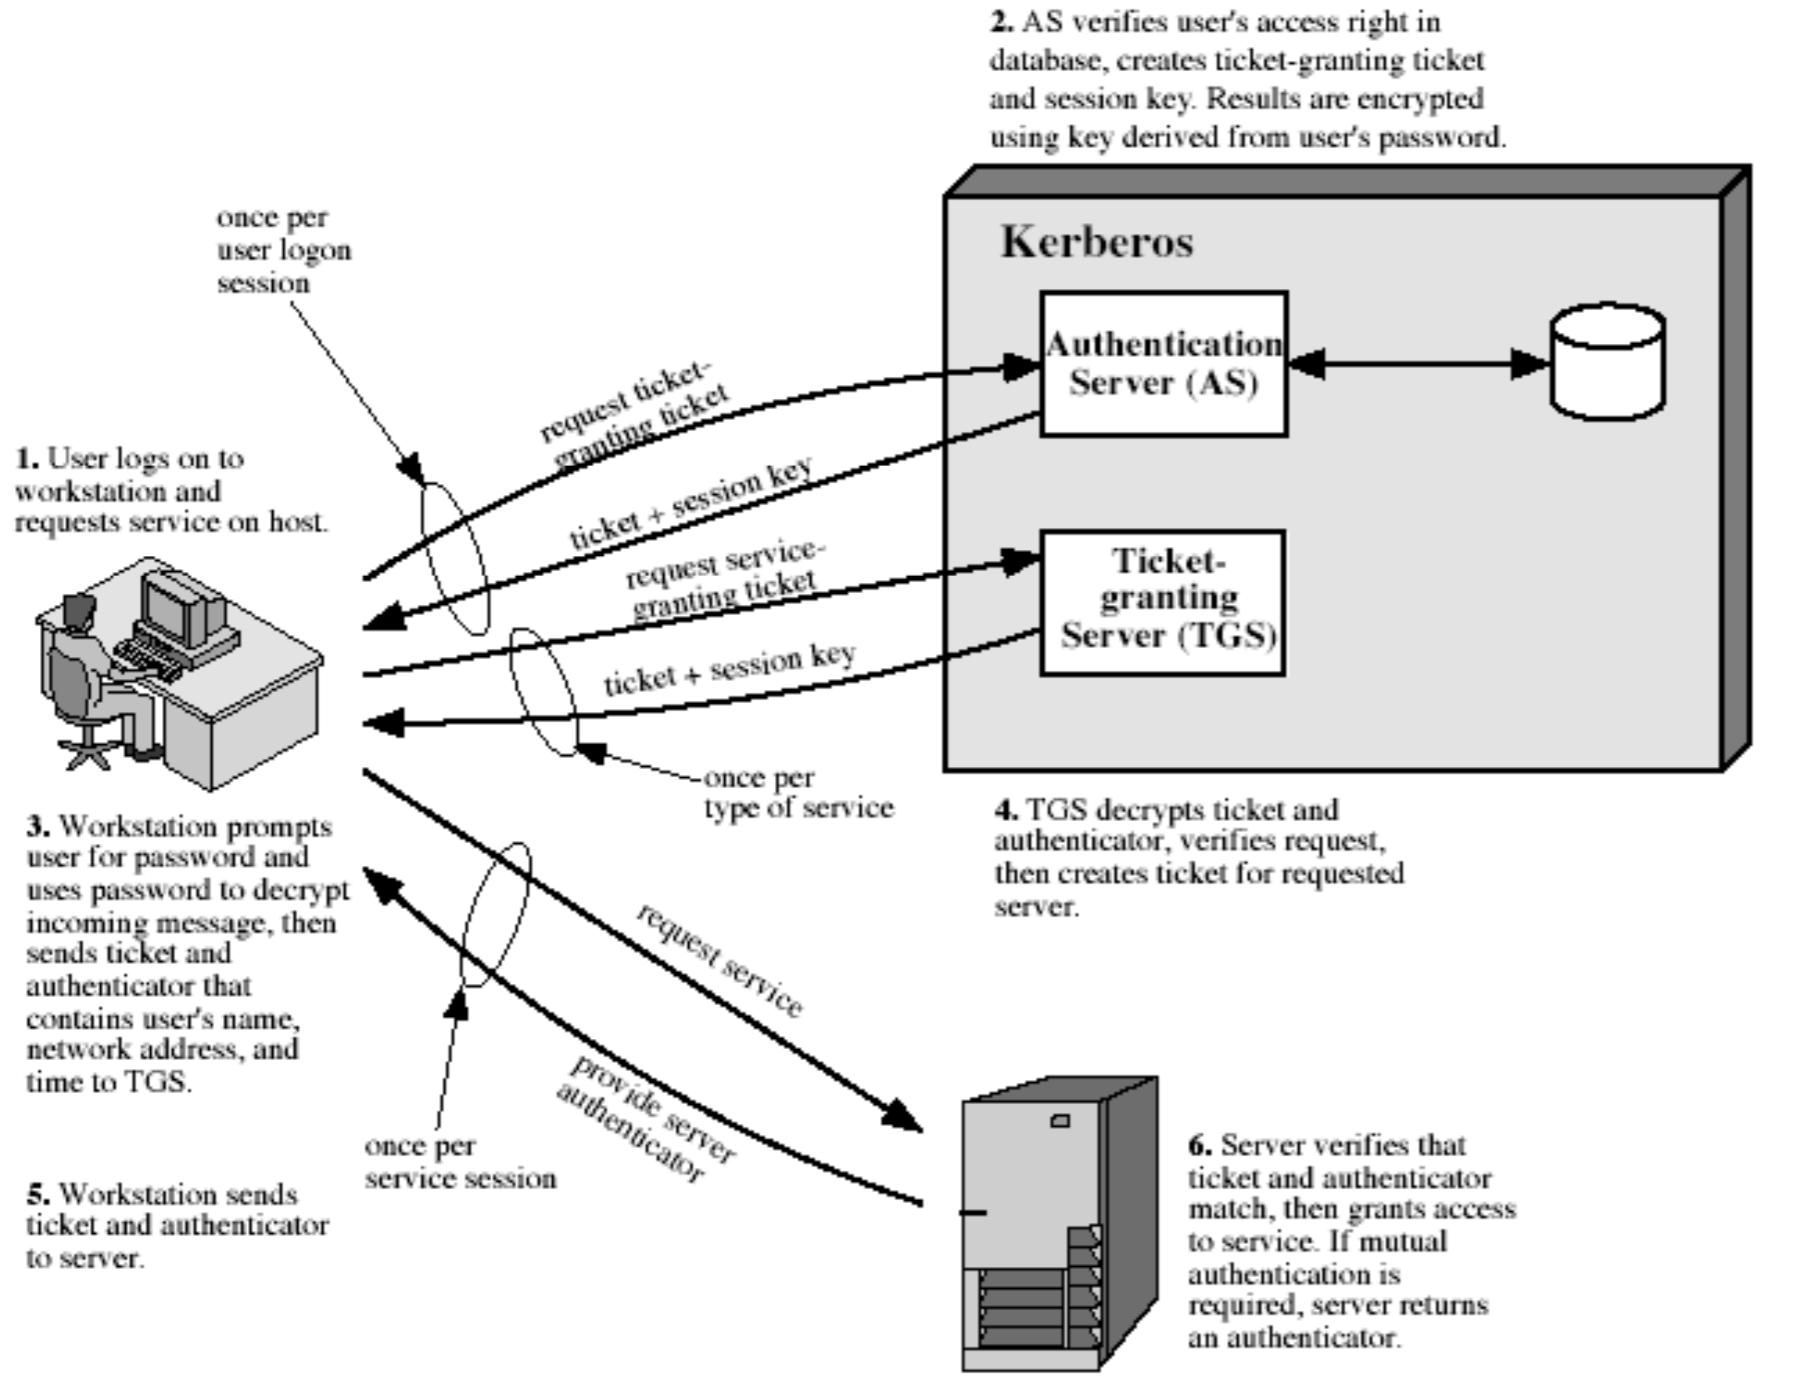 2. AS verifies user's access right in
database, creates ticket-granting ticket
and session key. Results are encrypted
using key derived from user's password.
once per
user logon
session
Kerberos
Authentication
Server (AS)
request ticket-
granting ticket
1. User logs on to
workstation and
requests service on host.
ticket + session key
request service-
granting ticket
Ticket-
granting
Server (TGS)
ticket + session key
once per
type of service
3. Workstation prompts
user for password and
uses password to decrypt
incoming message, then
sends ticket and
authenticator that
contains user's name,
network address, and
time to TGS.
4. TGS decrypts ticket and
authenticator, verifies request,
then creates ticket for requested
server.
request service
provide server
authenticator
once per
service session
5. Workstation sends
ticket and authenticator
to server.
6. Server verifies that
ticket and authenticator
match, then grants access
to service. If mutual
authentication is
required, server returns
an authenticator.